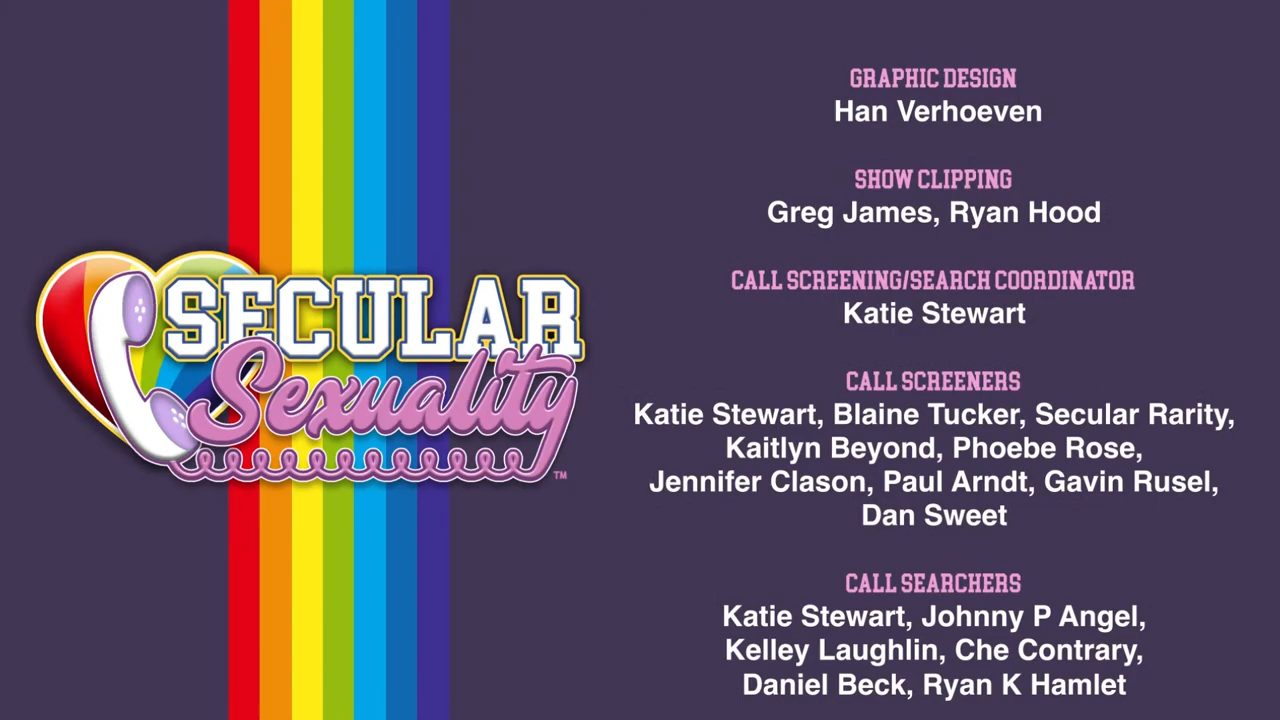 SECULAR
Sexuality
TM
GRAPHIC DESIGN
Han Verhoeven
SHOW CLIPPING
Greg James, Ryan Hood
CALL SCREENING/SEARCH COORDINATOR
Katie Stewart
CALL SCREENERS
Katie Stewart, Blaine Tucker, Secular Rarity,
Kaitlyn Beyond, Phoebe Rose,
Jennifer Clason, Paul Arndt, Gavin Rusel,
Dan Sweet
CALL SEARCHERS
Katie Stewart, Johnny P Angel,
Kelley Laughlin, Che Contrary,
Daniel Beck, Ryan K Hamlet